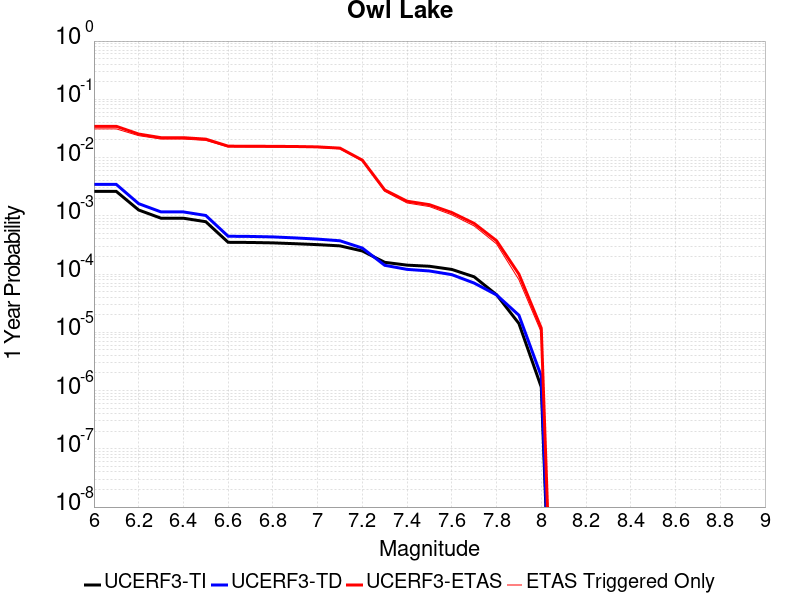 Owl Lake
10^0
10^-1
10^-2
10^-3
10^-4
10^-5
10^-6
10^-7
10^-8
1 Year Probability
6 6.2 6.4 6.6 6.8 7 7.2 7.4 7.6 7.8 8 8.2 8.4 8.6 8.8 9
Magnitude
UCERF3-TI UCERF3-TD UCERF3-ETAS ETAS Triggered Only